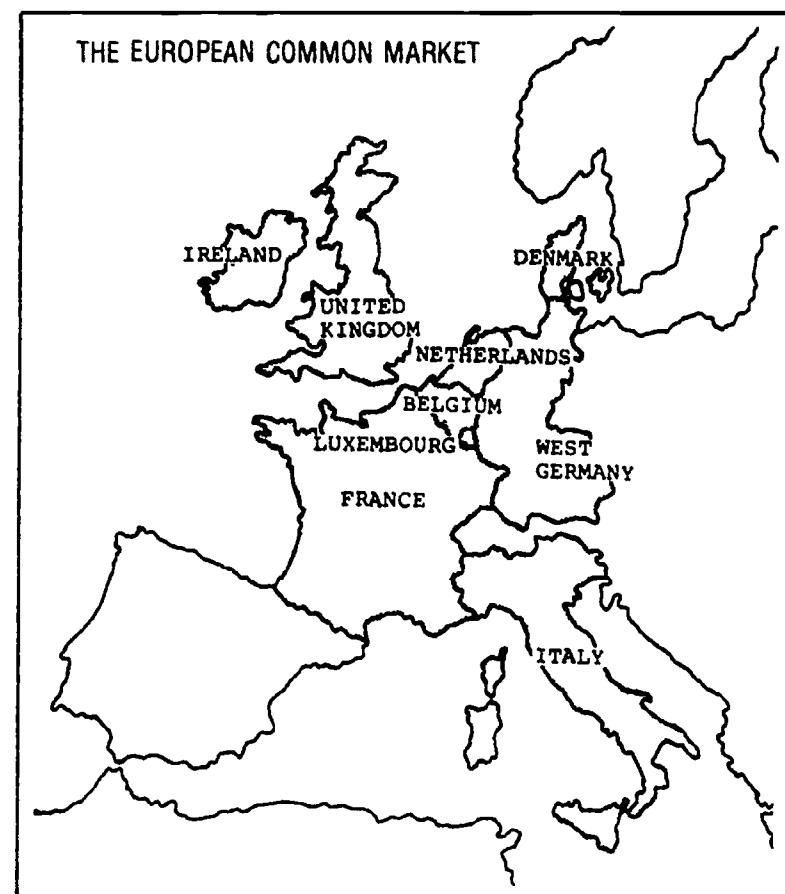 THE EUROPEAN COMMON MARKET
IRELAND
DENMARK
UNITED
KINGDOM
NETHERLANDS
BELGIUM
LUXEMBOURG
WEST
GERMANY
FRANCE
ITALY